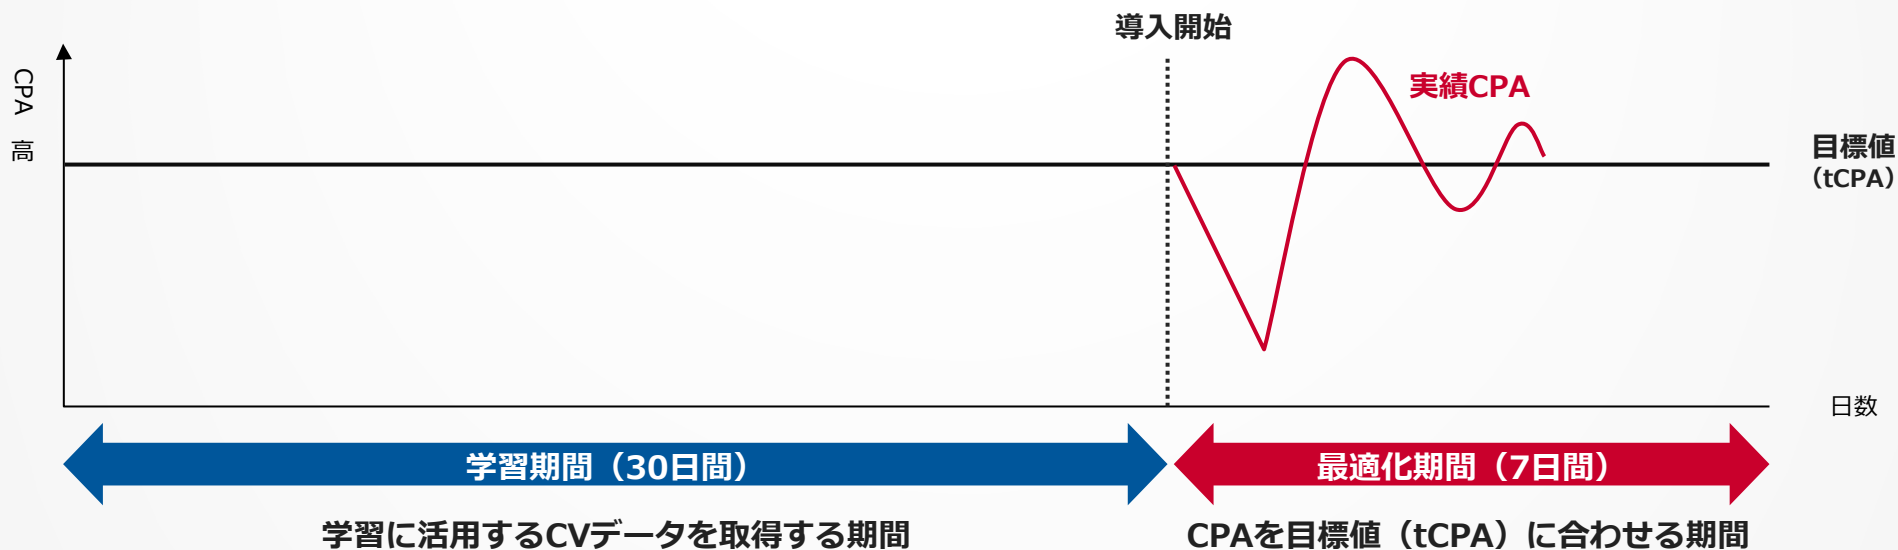 導入開始
CPA 高
実績CPA
目標値
（tCPA）
日数
学習期間（30日間）
最適化期間（7日間）
学習に活用するCVデータを取得する期間
CPAを目標値（tCPA）に合わせる期間